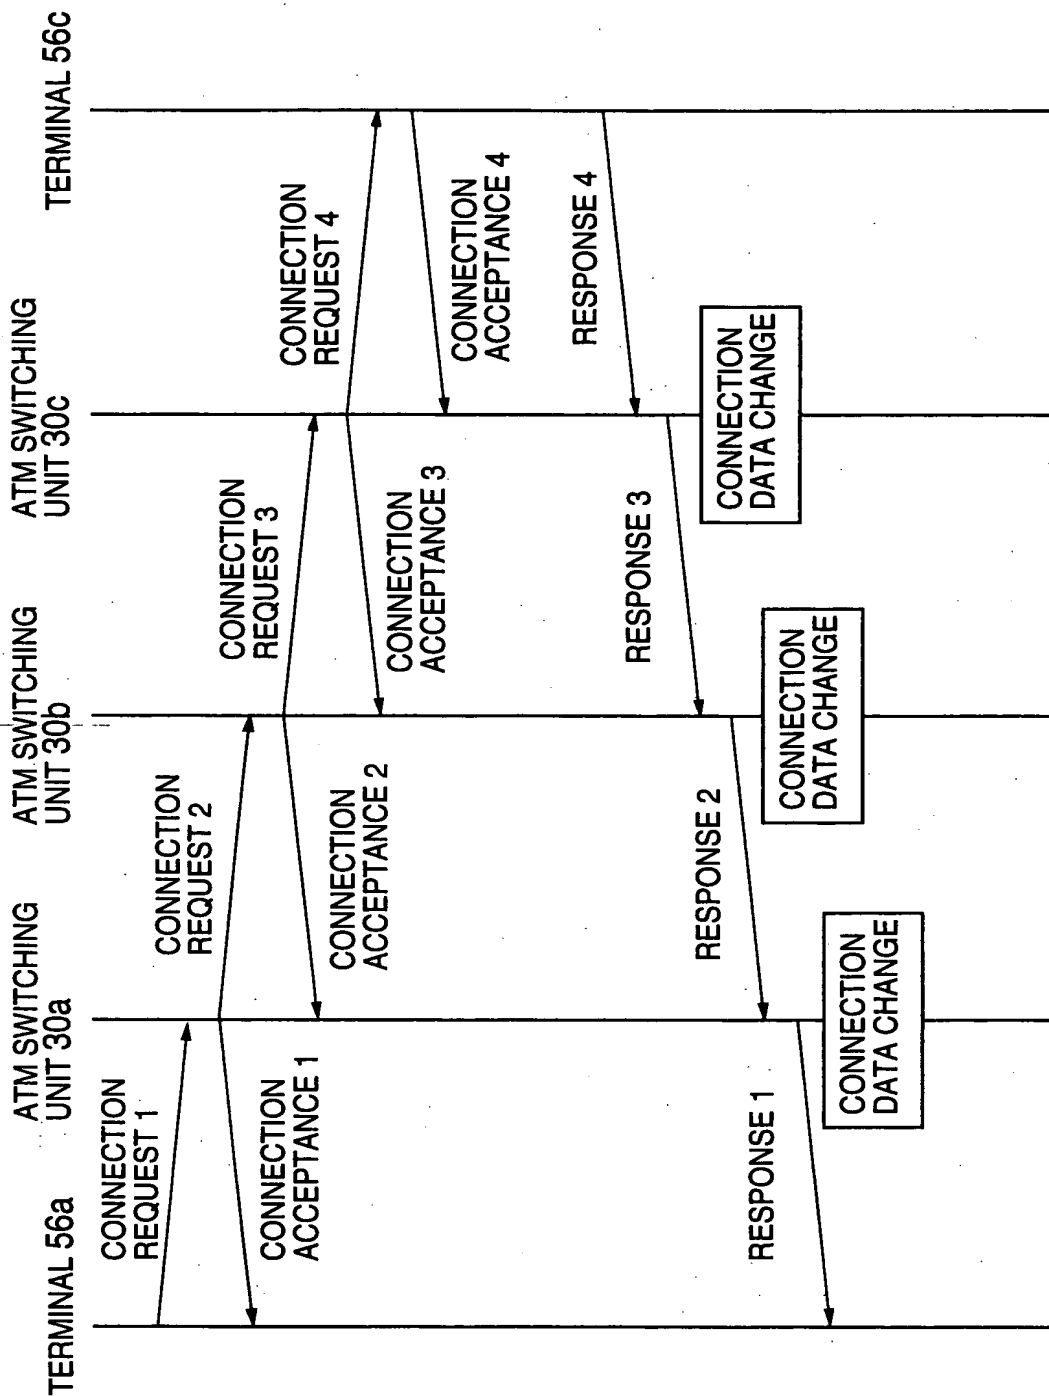 TERMINAL 56a
ATM SWITCHING
UNIT 30a
ATM SWITCHING
UNIT 30b
ATM SWITCHING
UNIT 30c
TERMINAL 56c
CONNECTION
REQUEST 1
CONNECTION
REQUEST 2
CONNECTION
REQUEST 3
CONNECTION
REQUEST 4
CONNECTION
ACCEPTANCE 1
CONNECTION
ACCEPTANCE 2
CONNECTION
ACCEPTANCE 3
CONNECTION
ACCEPTANCE 4
RESPONSE 4
RESPONSE 3
RESPONSE 2
RESPONSE 1
CONNECTION
DATA CHANGE
CONNECTION
DATA CHANGE
CONNECTION
DATA CHANGE